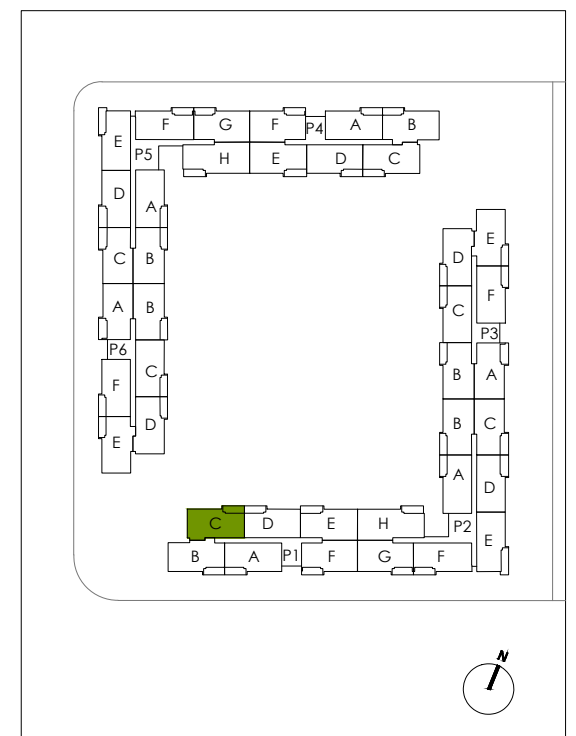 F G F P4 A B
E
P5
H E D C
D
A
C B
A B
P6
C
F
D
E
E
D
F
C
P3
B A
B C
A
D
P2
E
C D E H
B A P1 F G F
N